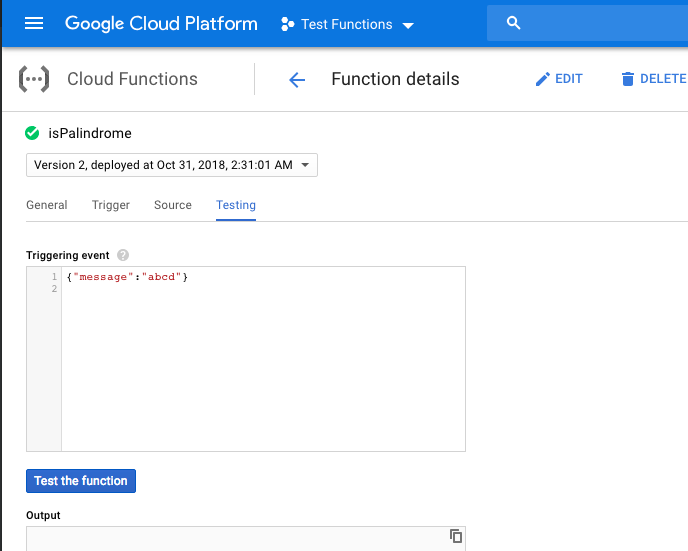 Google Cloud Platform Test Functions
Cloud Functions Function details EDIT DELETE
isPalindrome
Version 2, deployed at Oct 31, 2018, 2:31:01 AM
General Trigger Source Testing
Triggering event ?
1 {"message":"abcd"}
2
Test the function
Output